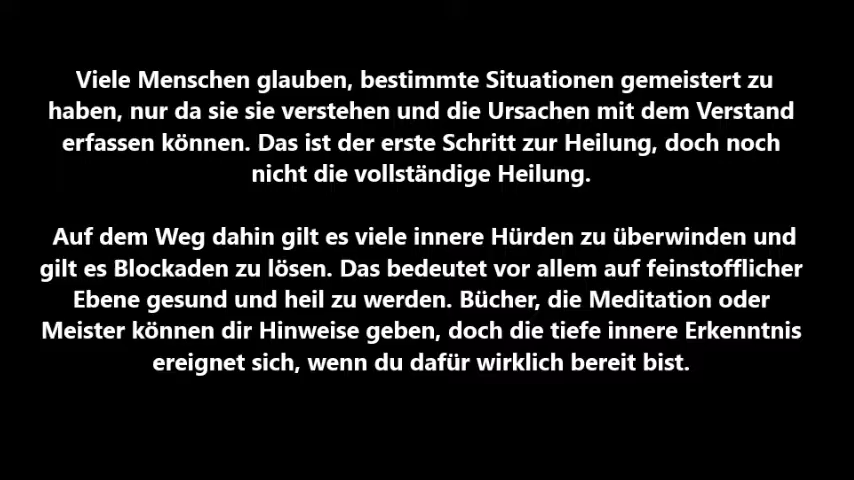 Viele Menschen glauben, bestimmte Situationen gemeistert zu
haben, nur da sie sie verstehen und die Ursachen mit dem Verstand
erfassen können. Das ist der erste Schritt zur Heilung, doch noch
nicht die vollständige Heilung.
Auf dem Weg dahin gilt es viele innere Hürden zu überwinden und
gilt es Blockaden zu lösen. Das bedeutet vor allem auf feinstofflicher
Ebene gesund und heil zu werden. Bücher, die Meditation oder
Meister können dir Hinweise geben, doch die tiefe innere Erkenntnis
ereignet sich, wenn du dafür wirklich bereit bist.